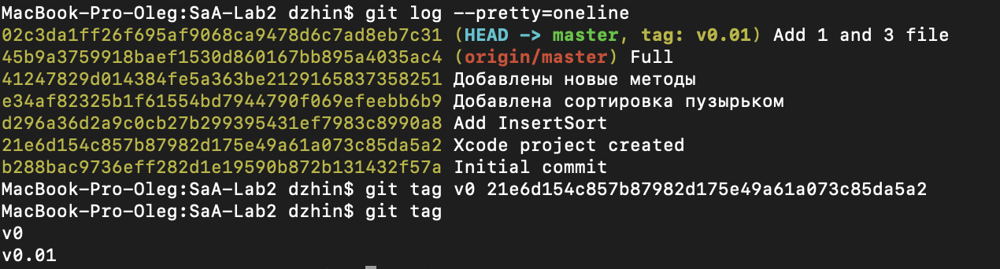 MacBook-Pro-Oleg:SaA-Lab2 dzhin$ git log --pretty=oneline
02c3da1ff26f695af9068ca9478d6c7ad8eb7c31 (HEAD -> master, tag: v0.01) Add 1 and 3 file
45b9a3759918baef1530d860167bb895a4035ac4 (origin/master) Full
41247829d014384fe5a363be2129165837358251 Добавлены новые методы
e34af82325b1f61554bd7944790f069efeebb6b9 Добавлена сортировка пузырьком
d296a36d2a9c0cb27b299395431ef7983c8990a8 Add InsertSort
21e6d154c857b87982d175e49a61a073c85da5a2 Xcode project created
b288bac9736eff282d1e19590b872b131432f57a Initial commit
MacBook-Pro-Oleg:SaA-Lab2 dzhin$ git tag v0 21e6d154c857b87982d175e49a61a073c85da5a2
MacBook-Pro-Oleg:SaA-Lab2 dzhin$ git tag
v0
v0.01